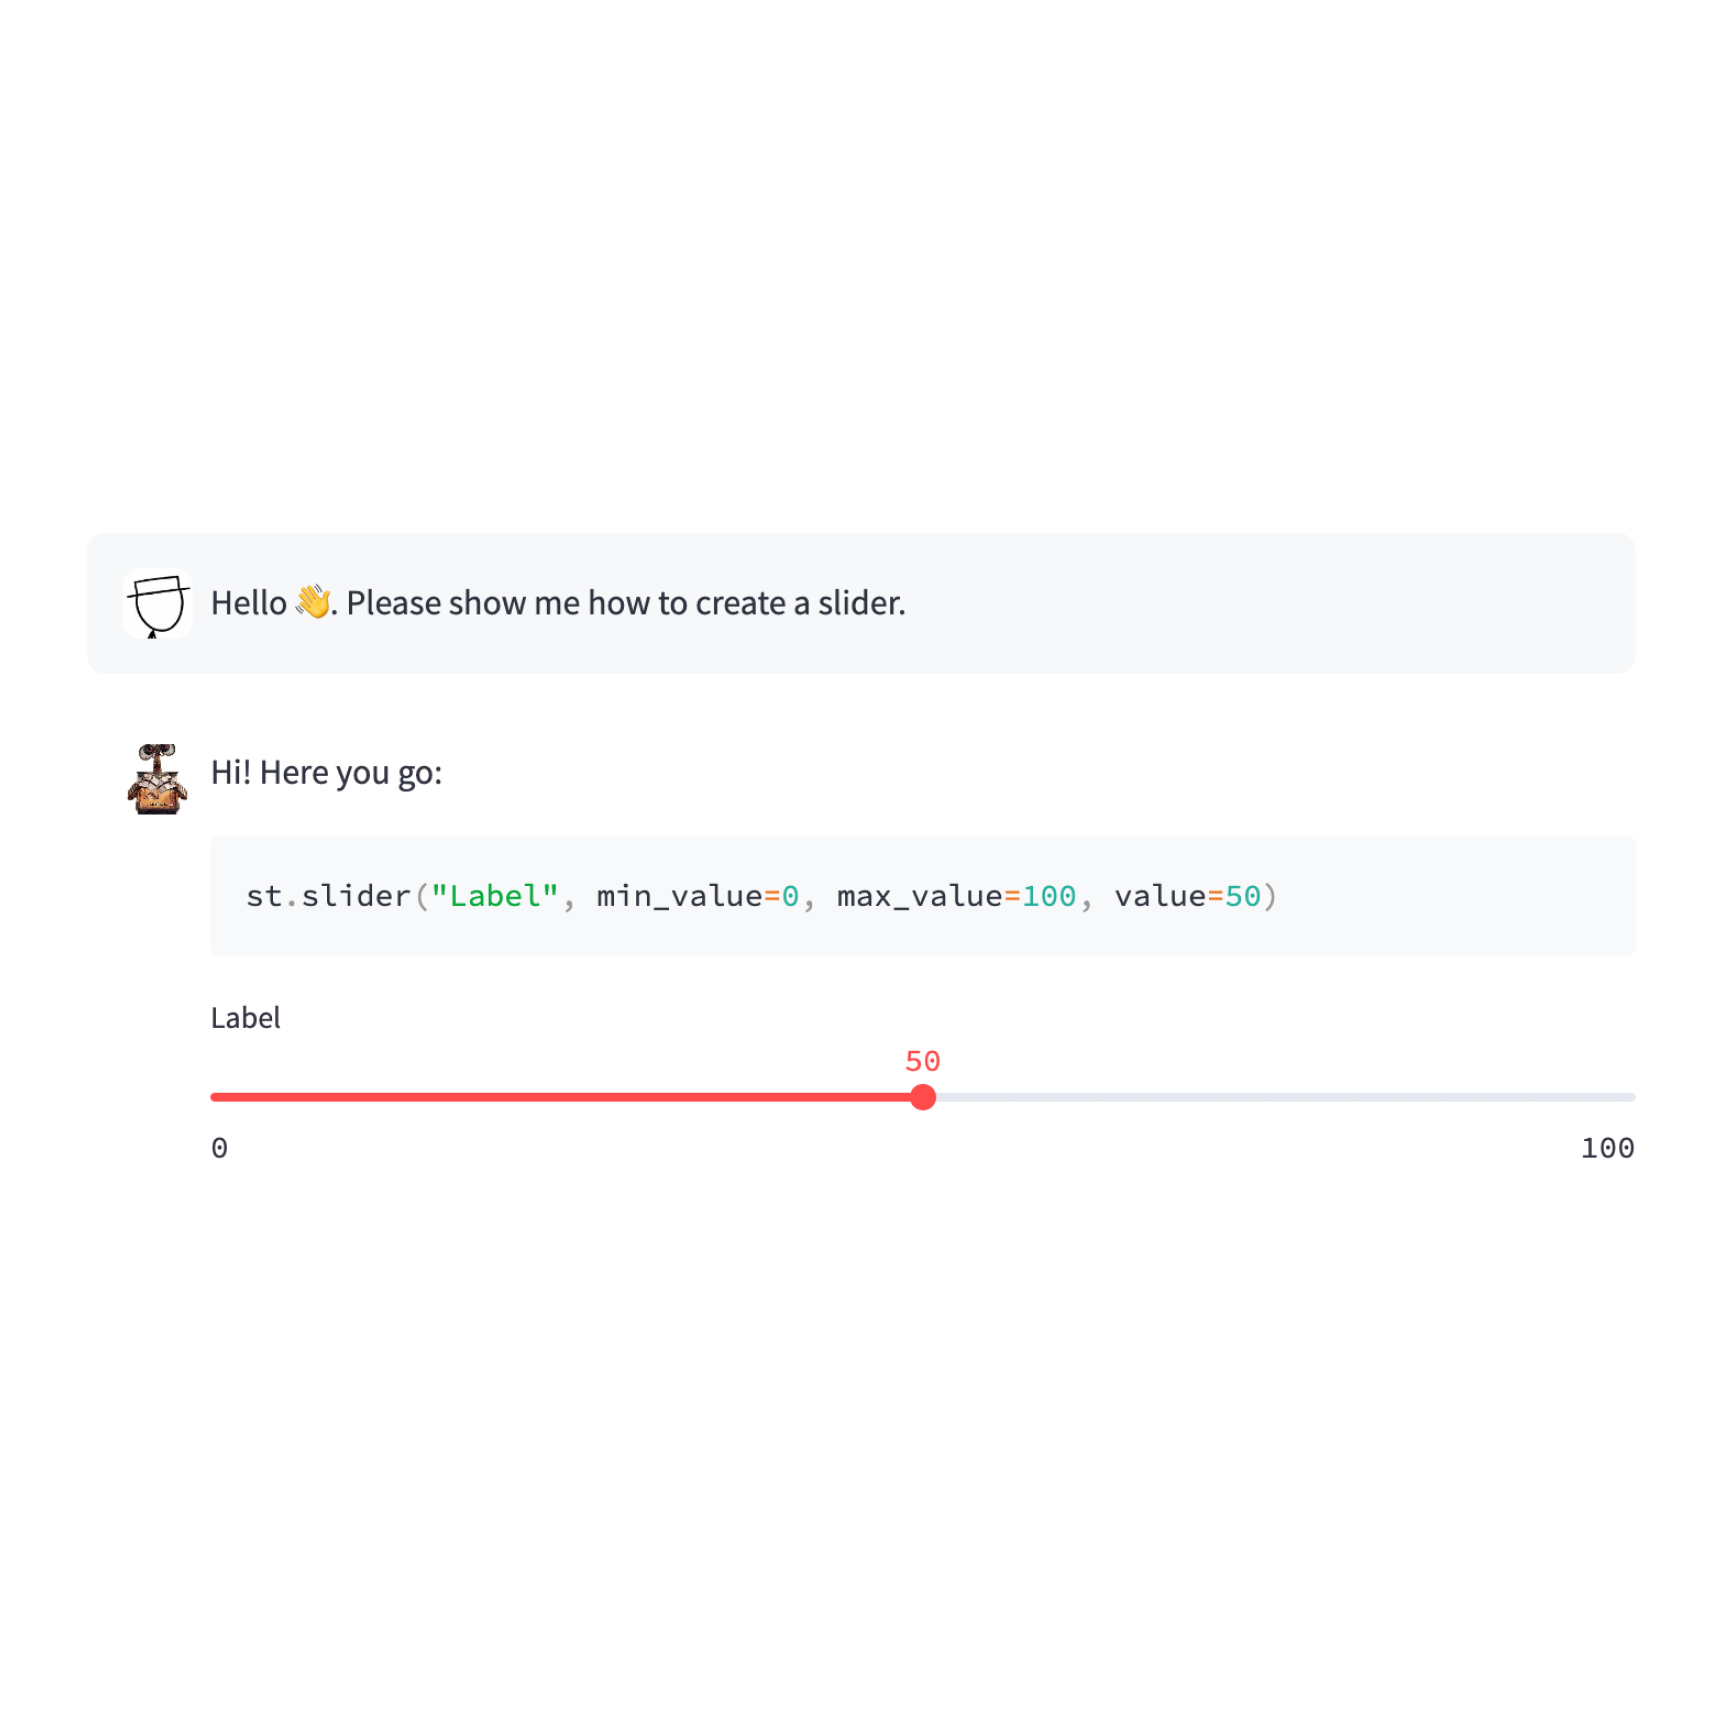 Hello 👋. Please show me how to create a slider.
Hi! Here you go:
st.slider("Label", min_value=0, max_value=100, value=50)
Label
50
0
100